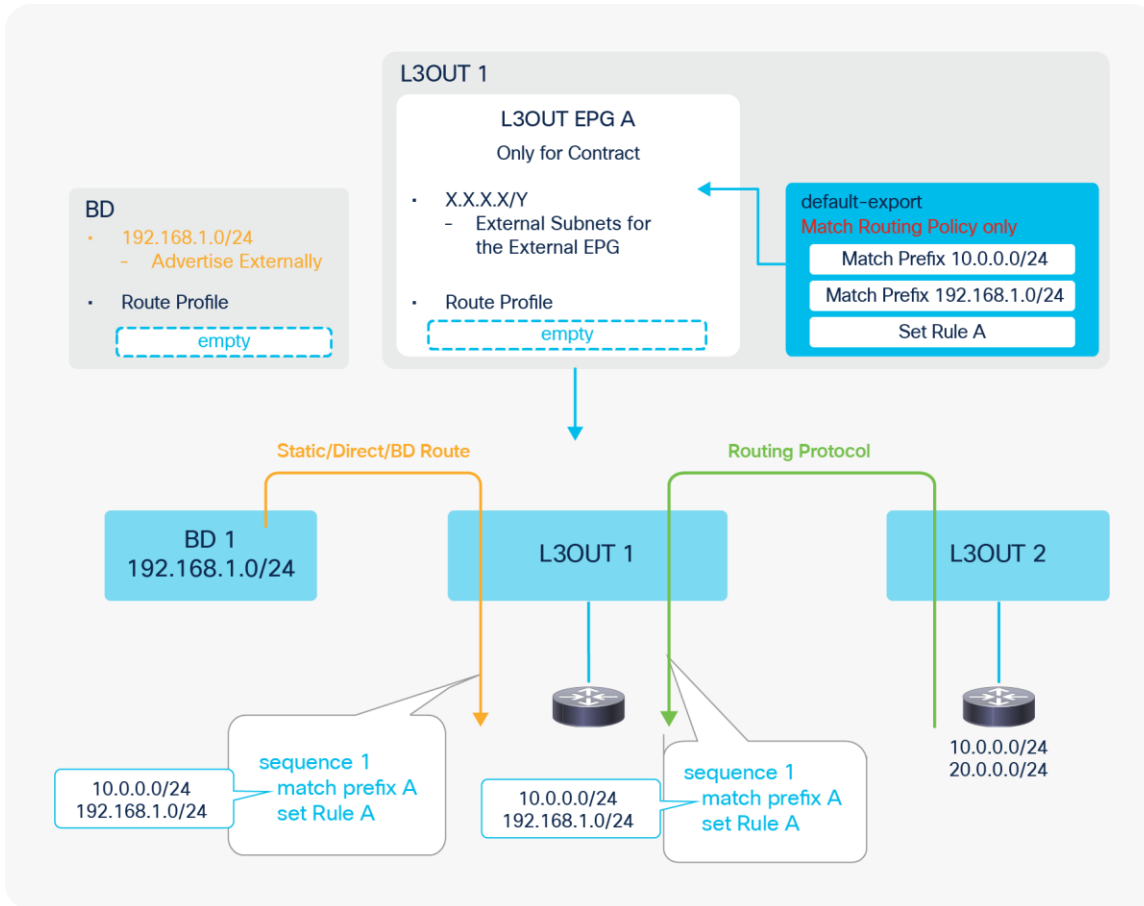 L3OUT 1
L3OUT EPG A
Only for Contract
• X.X.X.X/Y
– External Subnets for
the External EPG
• Route Profile
empty
BD
• 192.168.1.0/24
– Advertise Externally
• Route Profile
empty
default-export
Match Routing Policy only
Match Prefix 10.0.0.0/24
Match Prefix 192.168.1.0/24
Set Rule A
Static/Direct/BD Route
Routing Protocol
BD 1
192.168.1.0/24
L3OUT 1
L3OUT 2
10.0.0.0/24
20.0.0.0/24
sequence 1
match prefix A
set Rule A
10.0.0.0/24
192.168.1.0/24
sequence 1
match prefix A
set Rule A
10.0.0.0/24
192.168.1.0/24